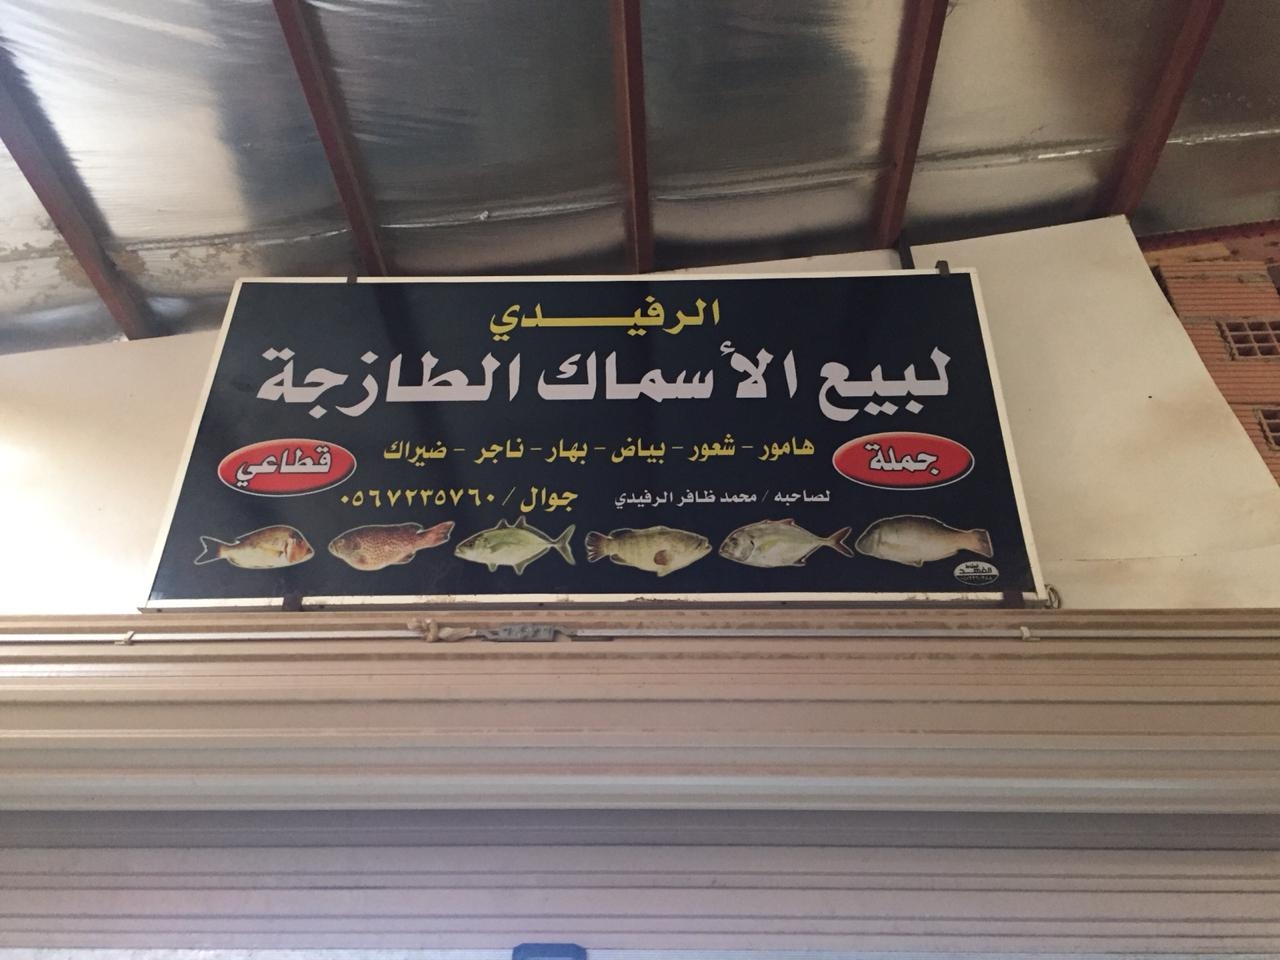 الرفيدي
لبيع الأسماك الطازجة
جملة
هامور - شعور - بياض - بهار - ناجر - ضيراك
قطاعي
لصاحبه / محمد ظافر الرفيدي
جوال / ٠٥٦٧٢٣٥٧٦٠